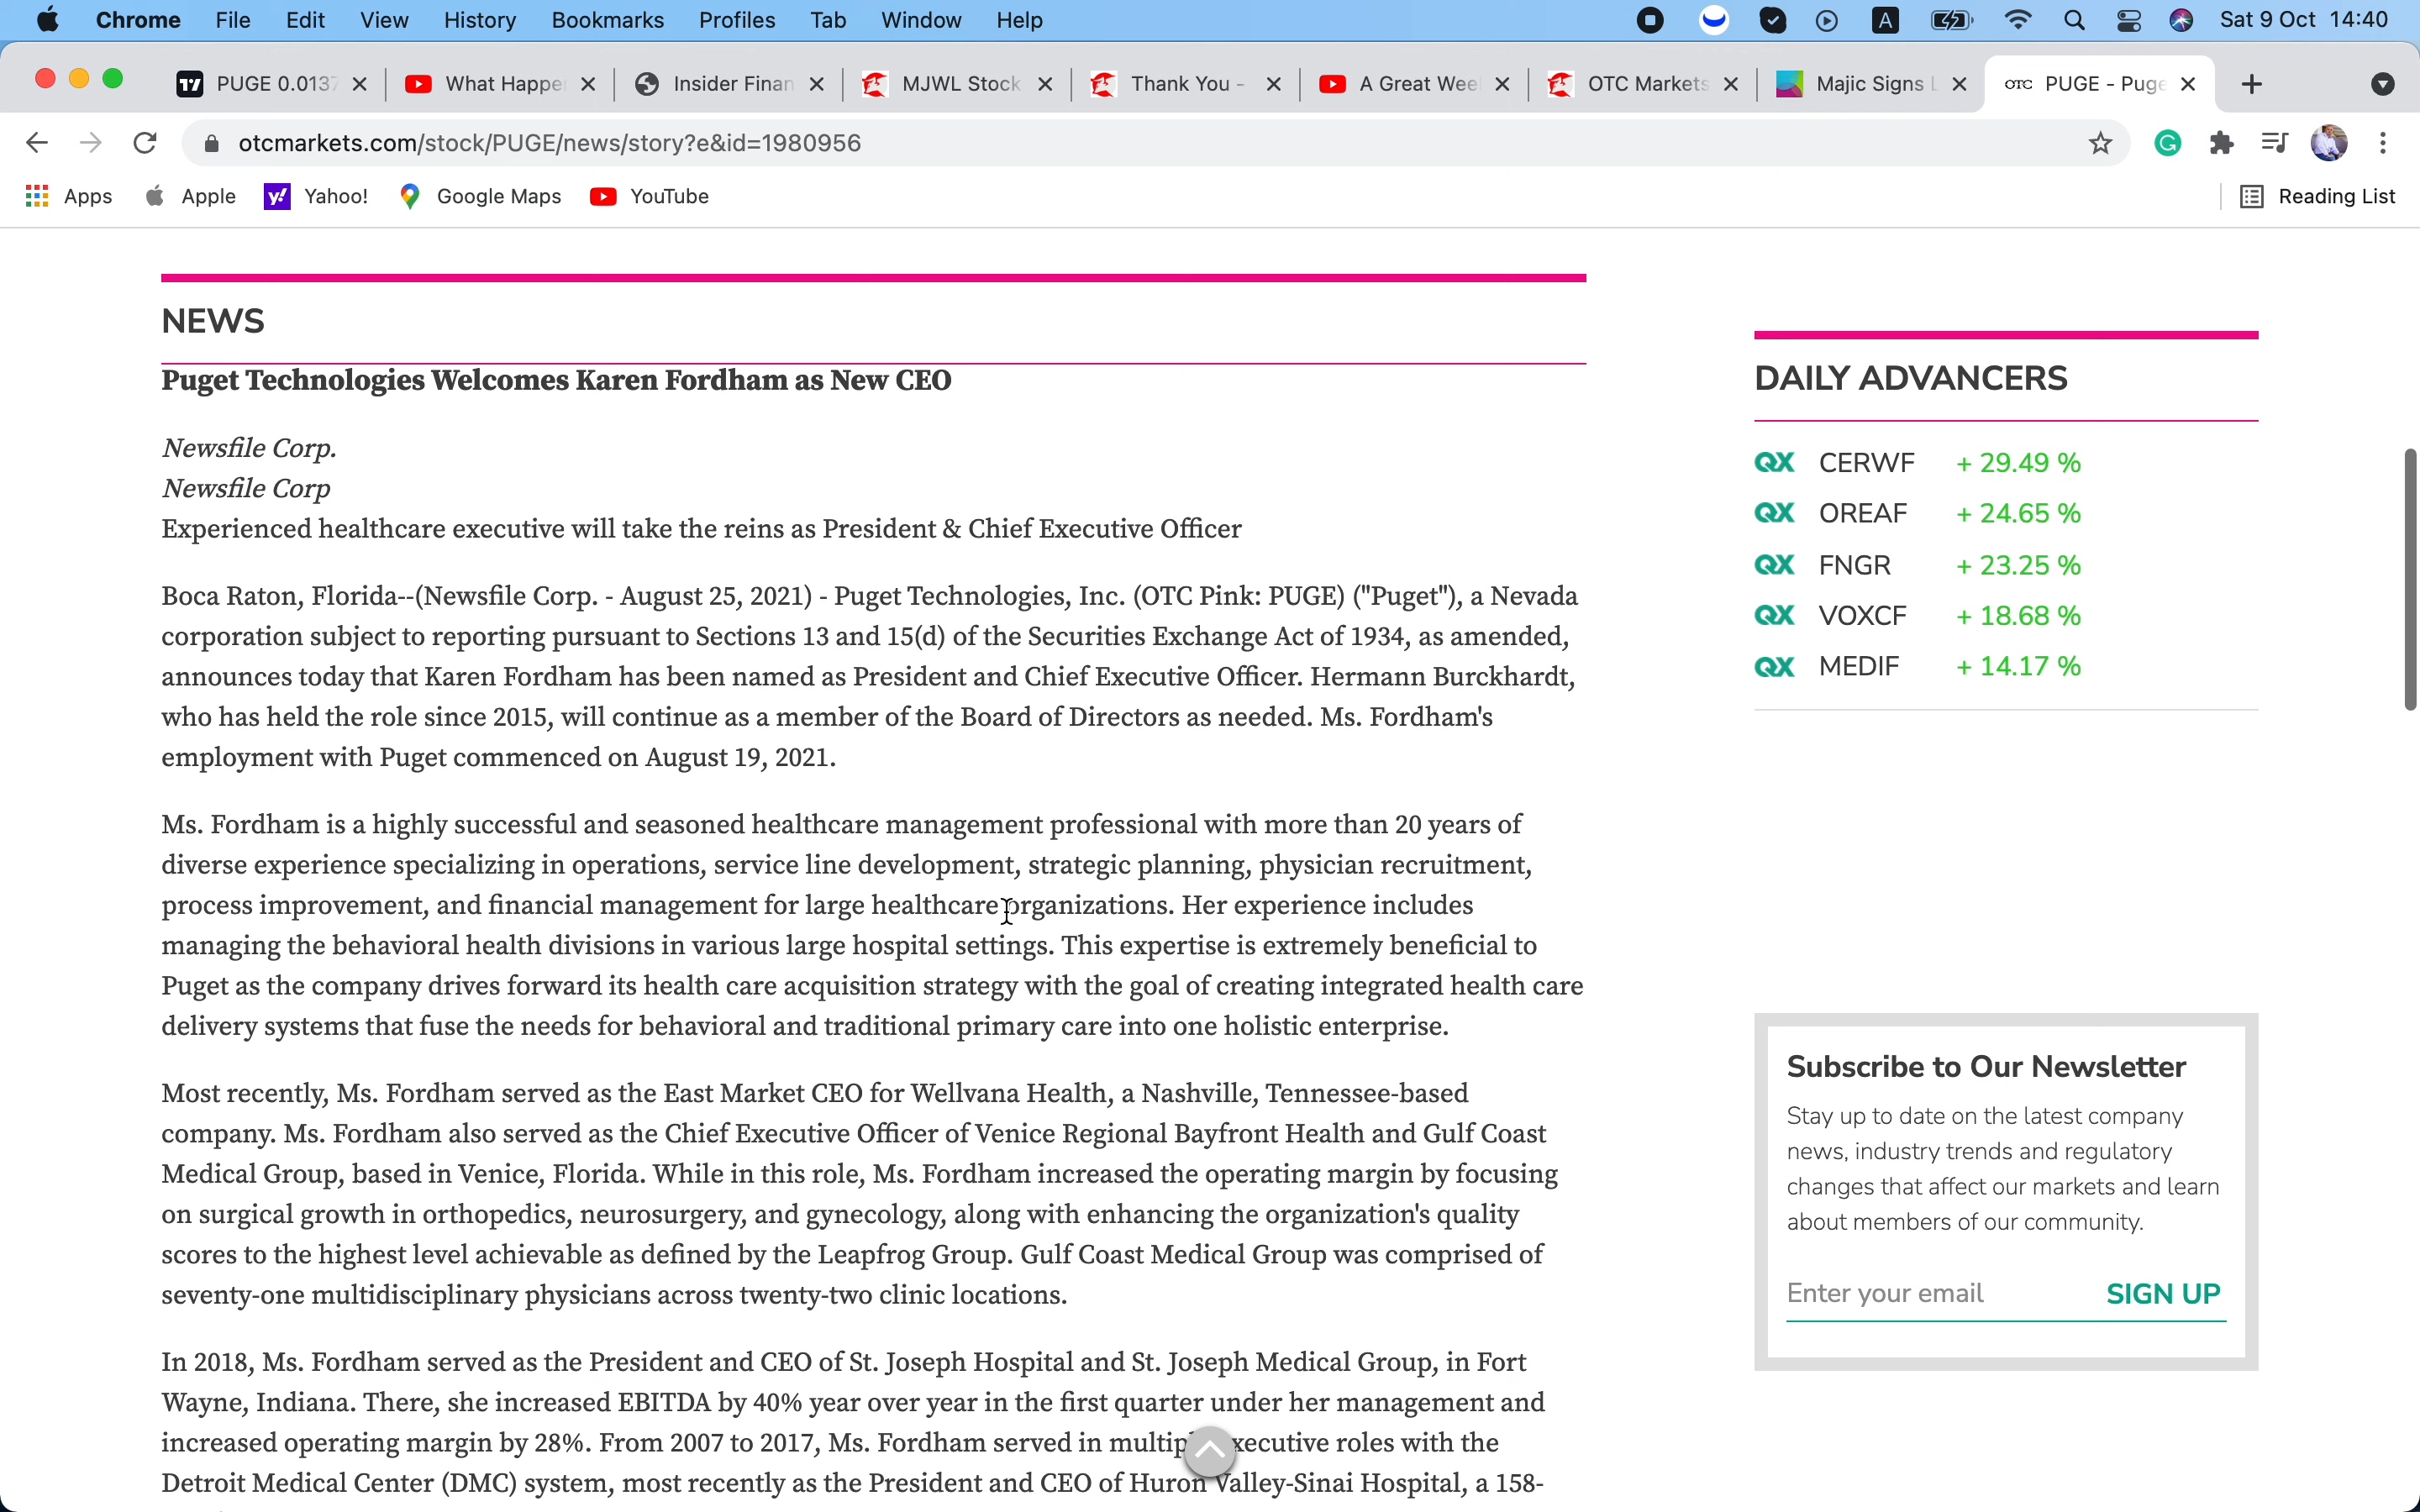 Chrome File Edit View History Bookmarks Profiles Tab Window Help
A
Sat 9 Oct 14:40
PUGE 0.0137
What Happe
Insider Finan
MJWL Stock
Thank You -
A Great Wee
OTC Markets
Majic Signs L
OTC PUGE - Puge
otcmarkets.com/stock/PUGE/news/story?e&id=1980956
Apps Apple Yahoo! Google Maps YouTube Reading List
NEWS
Puget Technologies Welcomes Karen Fordham as New CEO
Newsfile Corp.
Newsfile Corp
Experienced healthcare executive will take the reins as President & Chief Executive Officer
Boca Raton, Florida--(Newsfile Corp. - August 25, 2021) - Puget Technologies, Inc. (OTC Pink: PUGE) ("Puget"), a Nevada
corporation subject to reporting pursuant to Sections 13 and 15(d) of the Securities Exchange Act of 1934, as amended,
announces today that Karen Fordham has been named as President and Chief Executive Officer. Hermann Burckhardt,
who has held the role since 2015, will continue as a member of the Board of Directors as needed. Ms. Fordham's
employment with Puget commenced on August 19, 2021.
Ms. Fordham is a highly successful and seasoned healthcare management professional with more than 20 years of
diverse experience specializing in operations, service line development, strategic planning, physician recruitment,
process improvement, and financial management for large healthcare organizations. Her experience includes
managing the behavioral health divisions in various large hospital settings. This expertise is extremely beneficial to
Puget as the company drives forward its health care acquisition strategy with the goal of creating integrated health care
delivery systems that fuse the needs for behavioral and traditional primary care into one holistic enterprise.
Most recently, Ms. Fordham served as the East Market CEO for Wellvana Health, a Nashville, Tennessee-based
company. Ms. Fordham also served as the Chief Executive Officer of Venice Regional Bayfront Health and Gulf Coast
Medical Group, based in Venice, Florida. While in this role, Ms. Fordham increased the operating margin by focusing
on surgical growth in orthopedics, neurosurgery, and gynecology, along with enhancing the organization's quality
scores to the highest level achievable as defined by the Leapfrog Group. Gulf Coast Medical Group was comprised of
seventy-one multidisciplinary physicians across twenty-two clinic locations.
In 2018, Ms. Fordham served as the President and CEO of St. Joseph Hospital and St. Joseph Medical Group, in Fort
Wayne, Indiana. There, she increased EBITDA by 40% year over year in the first quarter under her management and
increased operating margin by 28%. From 2007 to 2017, Ms. Fordham served in multiple executive roles with the
Detroit Medical Center (DMC) system, most recently as the President and CEO of Huron Valley-Sinai Hospital, a 158-
DAILY ADVANCERS
QX CERWF + 29.49 %
QX OREAF + 24.65 %
QX FNGR + 23.25 %
QX VOXCF + 18.68 %
QX MEDIF + 14.17 %
Subscribe to Our Newsletter
Stay up to date on the latest company
news, industry trends and regulatory
changes that affect our markets and learn
about members of our community.
Enter your email SIGN UP